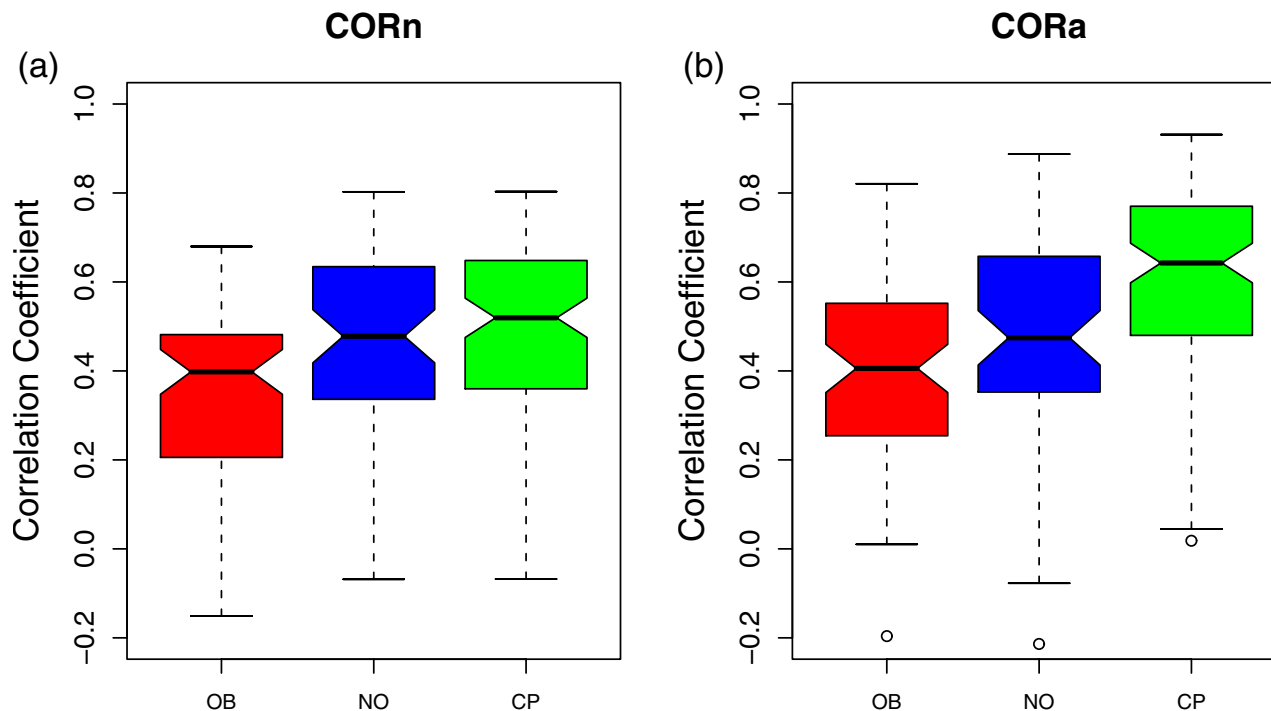 CORn
(a)
Correlation Coefficient
1.0
0.8
0.6
0.4
0.2
0.0
−0.2
OB NO CP
CORa
(b)
Correlation Coefficient
1.0
0.8
0.6
0.4
0.2
0.0
−0.2
OB NO CP